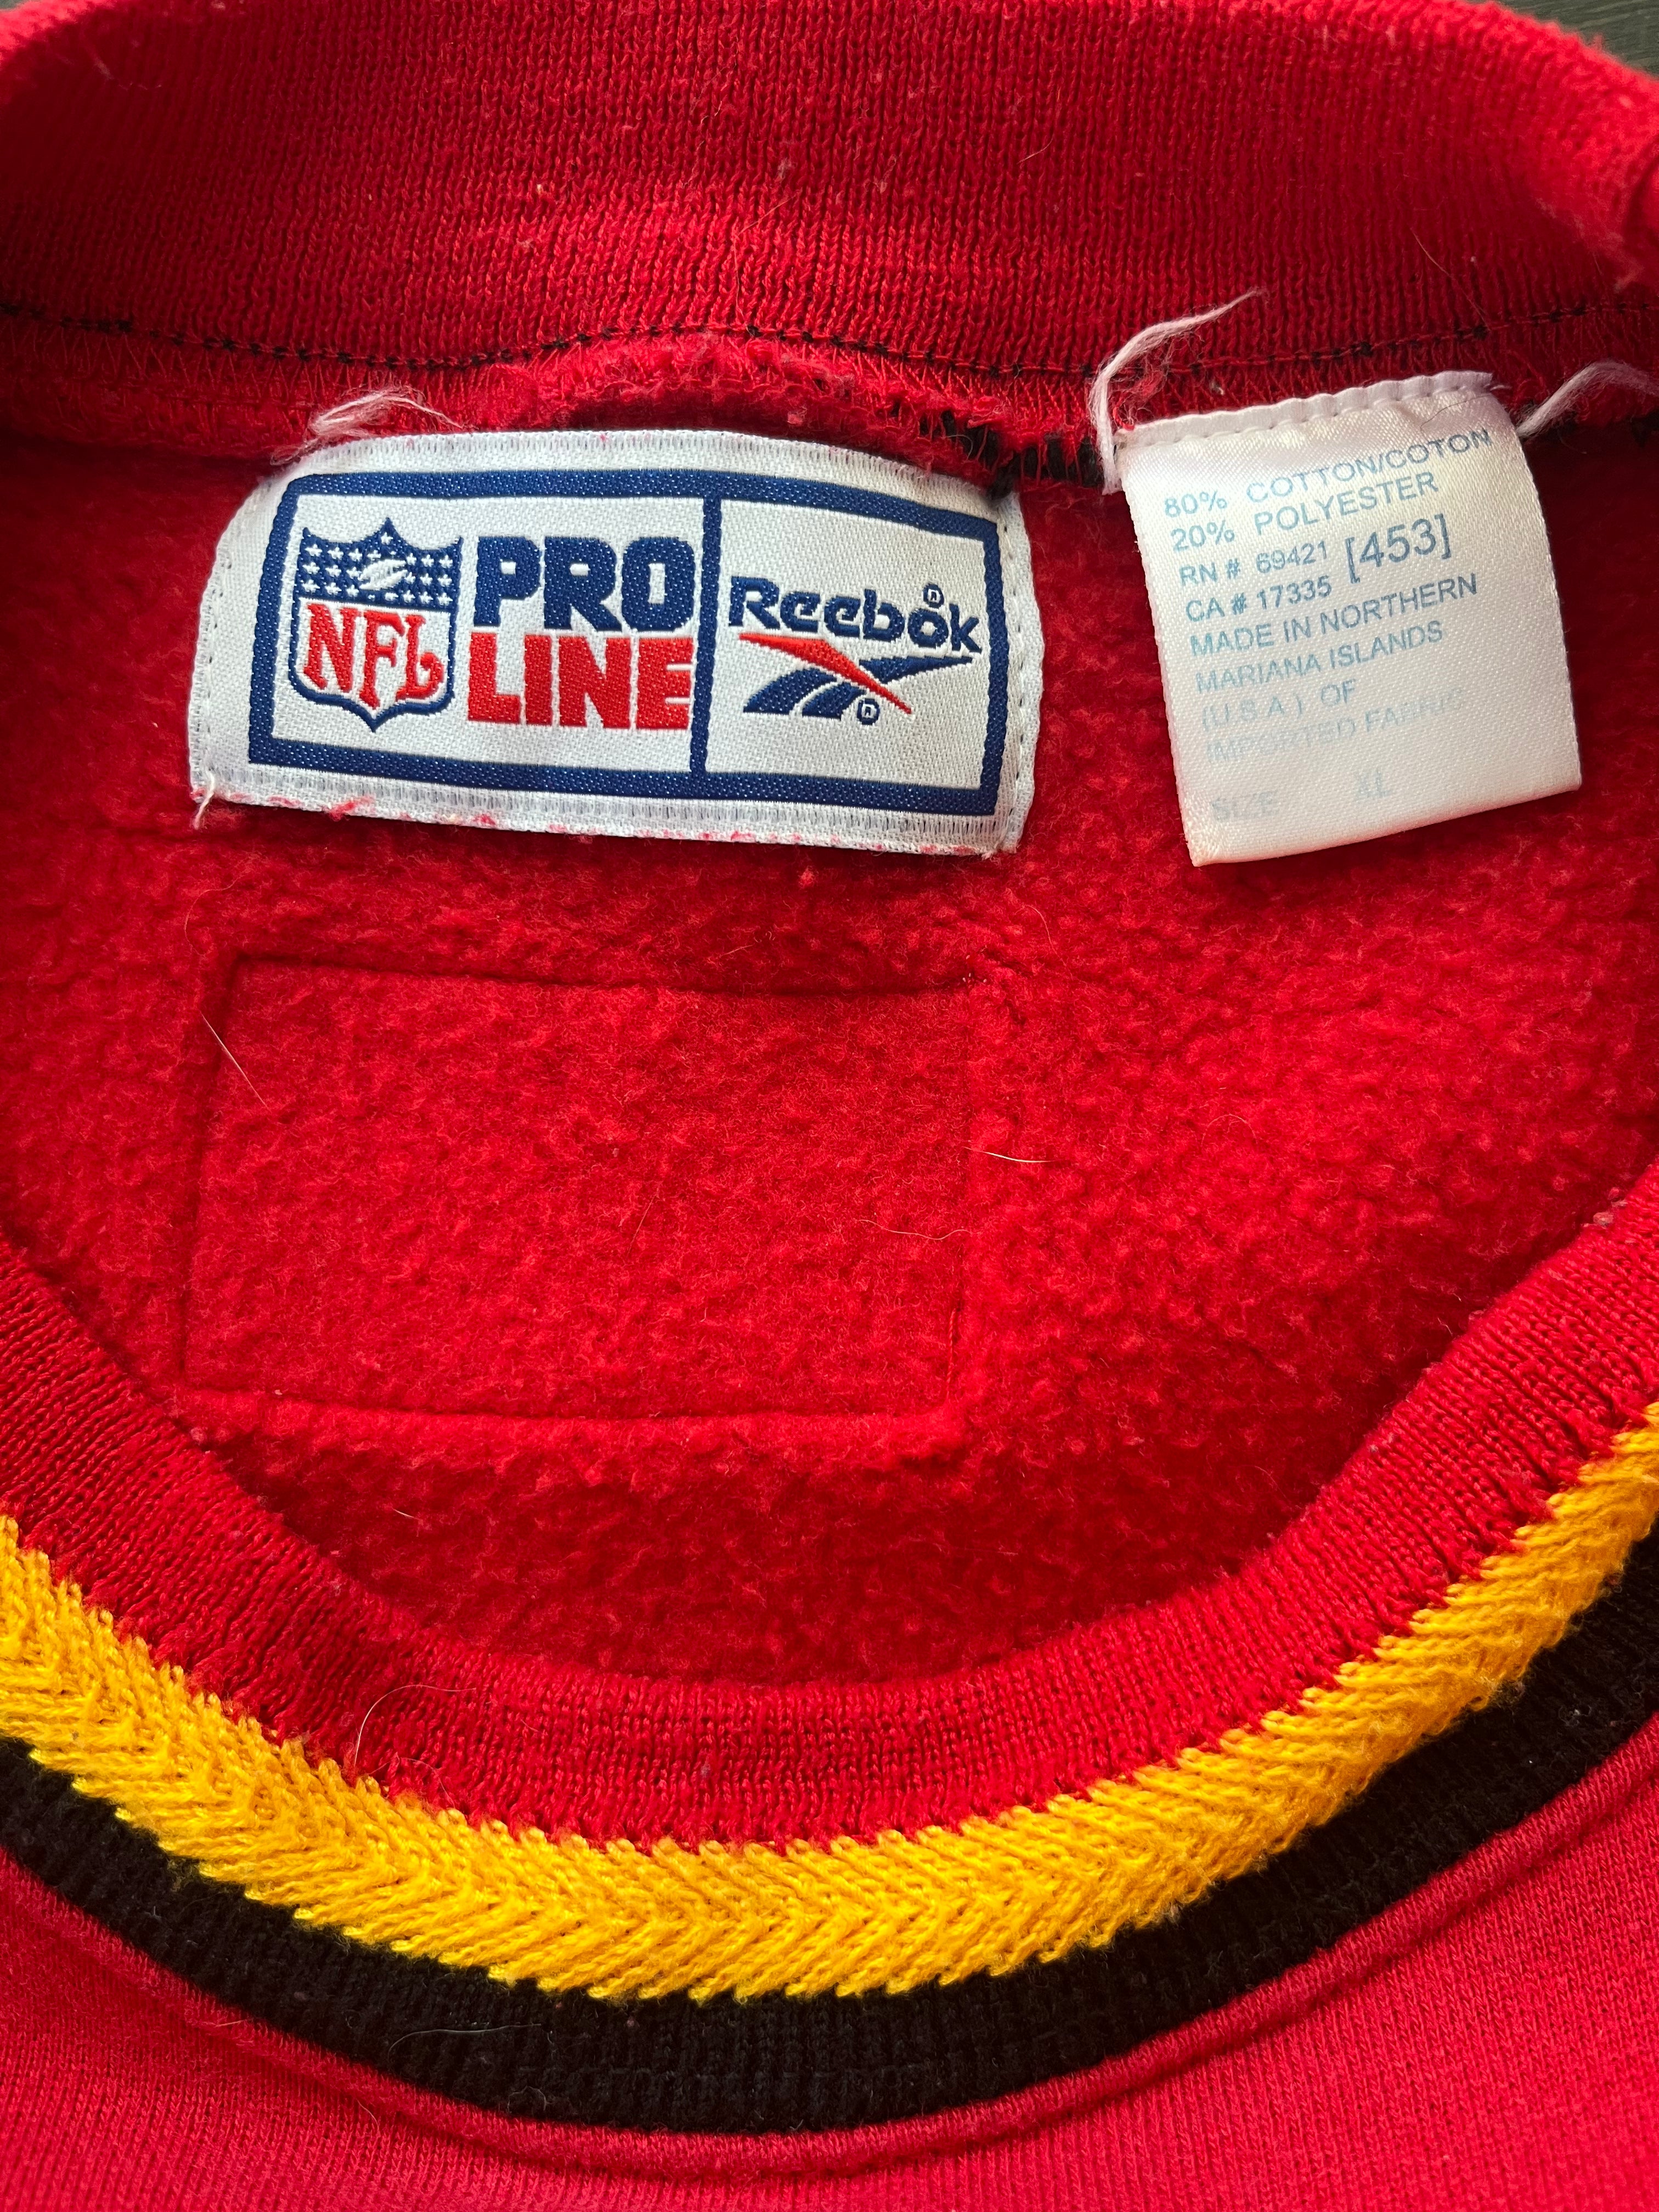 NFL
PRO
LINE
Reebok
80% COTTON/COTON
20% POLYESTER
RN # 69421 [453]
CA # 17335
MADE IN NORTHERN
MARIANA ISLANDS
(U.S.A.) OF
IMPORTED FABRIC
SIZE XL